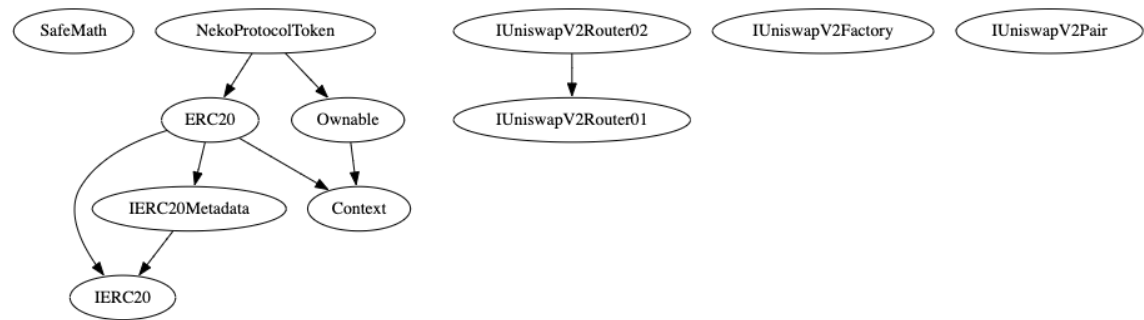 SafeMath
NekoProtocolToken
IUniswapV2Router02
IUniswapV2Factory
IUniswapV2Pair
ERC20
Ownable
IUniswapV2Router01
IERC20Metadata
Context
IERC20